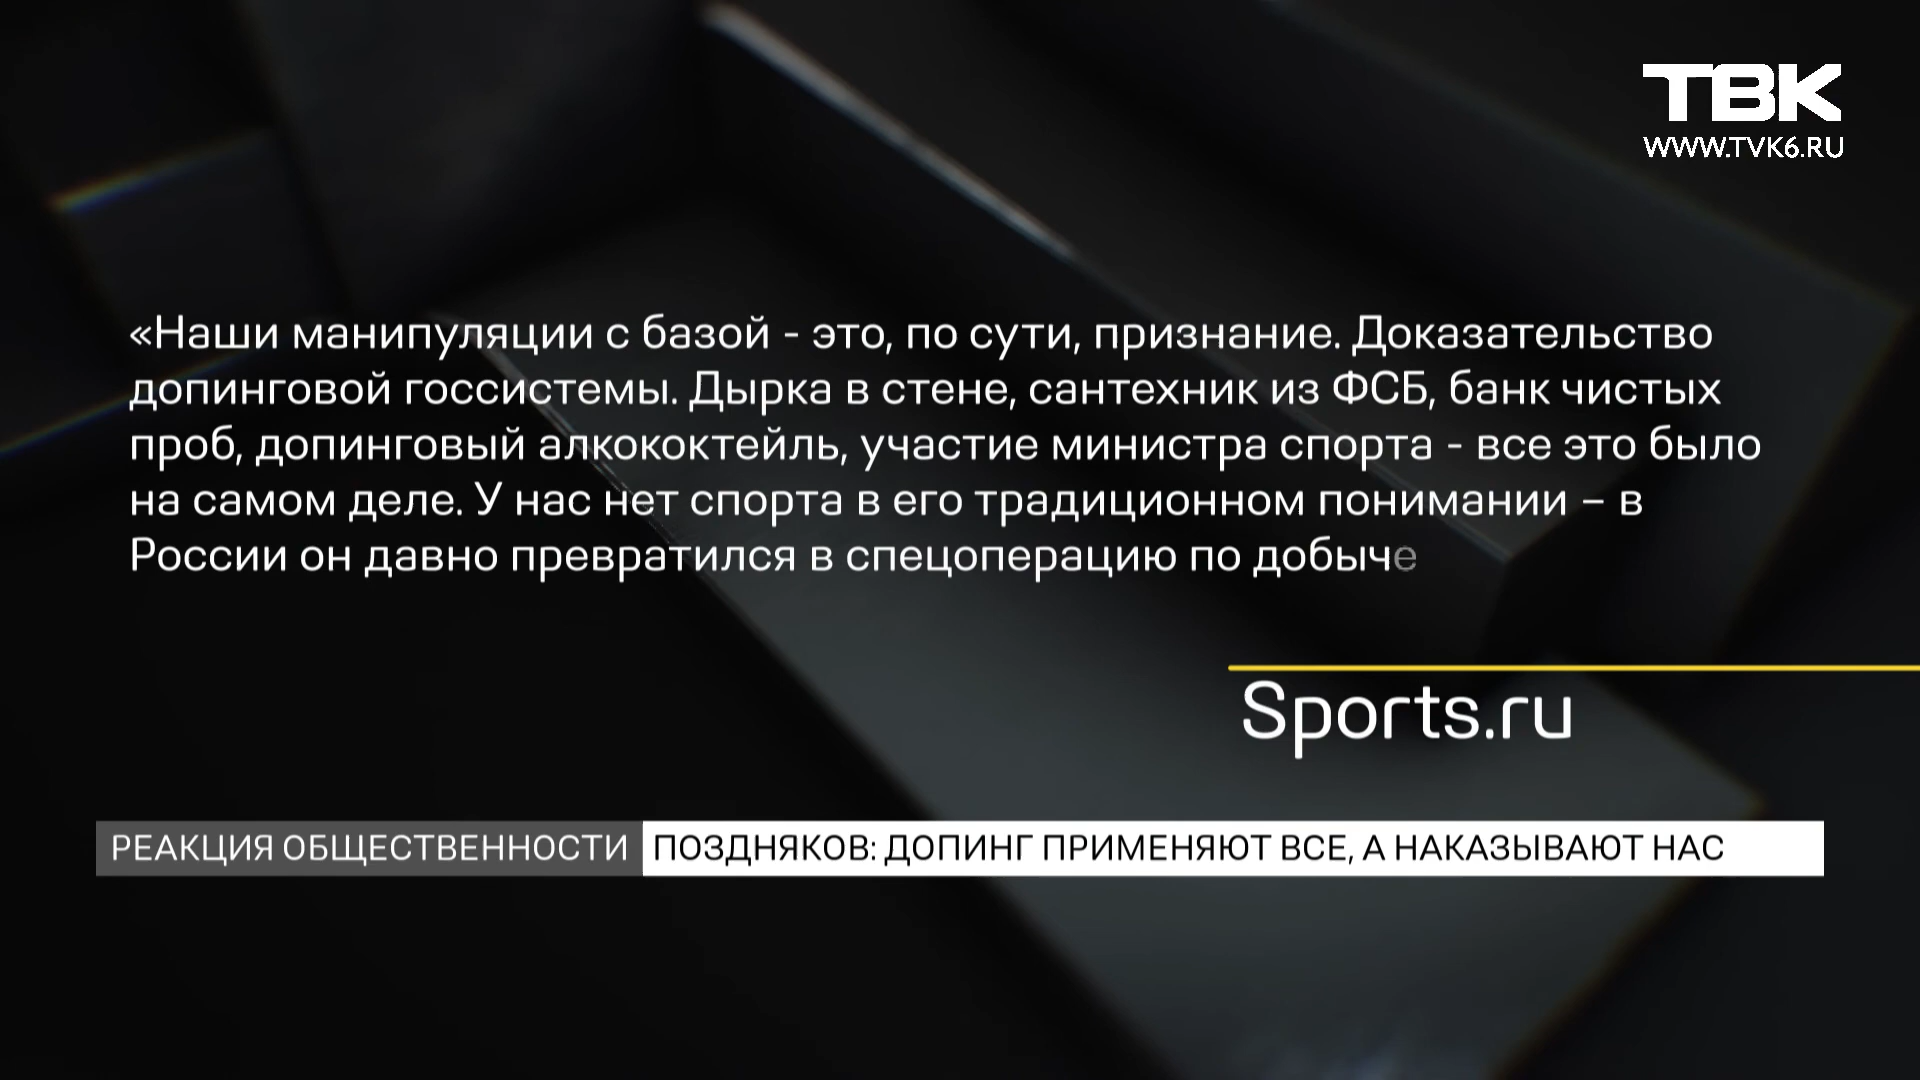 ТВК
WWW.TVK6.RU
«Наши манипуляции с базой - это, по сути, признание. Доказательство
допинговой госсистемы. Дырка в стене, сантехник из ФСБ, банк чистых
проб, допинговый алкококтейль, участие министра спорта - все это было
на самом деле. У нас нет спорта в его традиционном понимании – в
России он давно превратился в спецоперацию по добыче
Sports.ru
РЕАКЦИЯ ОБЩЕСТВЕННОСТИ ПОЗДНЯКОВ: ДОПИНГ ПРИМЕНЯЮТ ВСЕ, А НАКАЗЫВАЮТ НАС